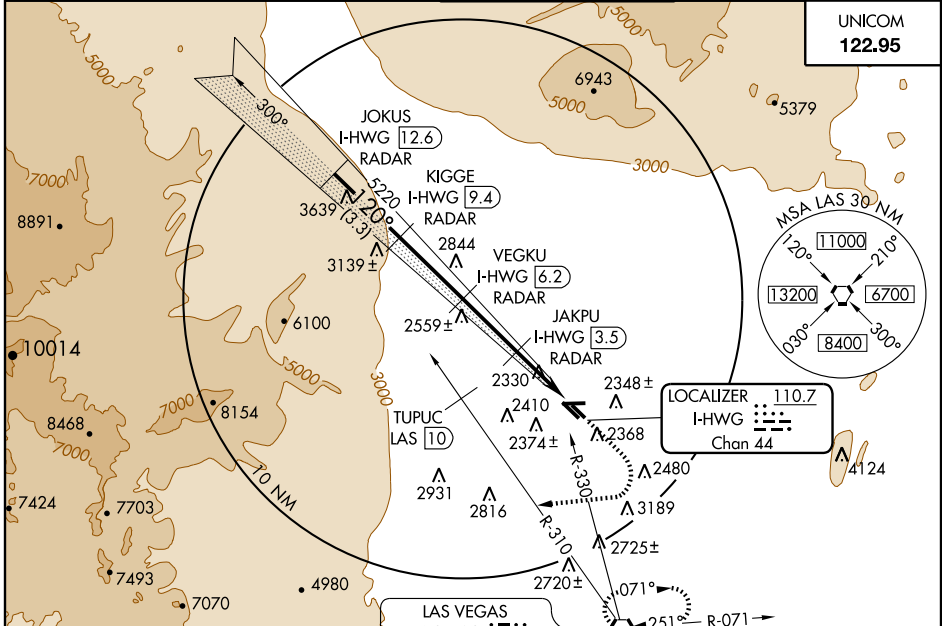 UNICOM
122.95
5000
5000
6943
5000
5379
3000
300°
JOKUS
I-HWG 12.6
RADAR
KIGGE
I-HWG 9.4
RADAR
5220
120°
(3.3)
3639
3139±
2844
VEGKU
I-HWG 6.2
RADAR
2559±
JAKPU
I-HWG 3.5
RADAR
2330
7000
8891
6100
10014
5000
3000
7000
8154
8468
7000
TUPUC
LAS 10
2410
2374±
2348±
2368
LOCALIZER 110.7
I-HWG
Chan 44
MSA LAS 30 NM
120°
11000
210°
13200
6700
030°
8400
300°
4124
2480
R-330
3189
2931
2816
10 NM
7424
7703
R-310
2725±
2720±
7493
7070
4980
LAS VEGAS
071°
251°
R-071